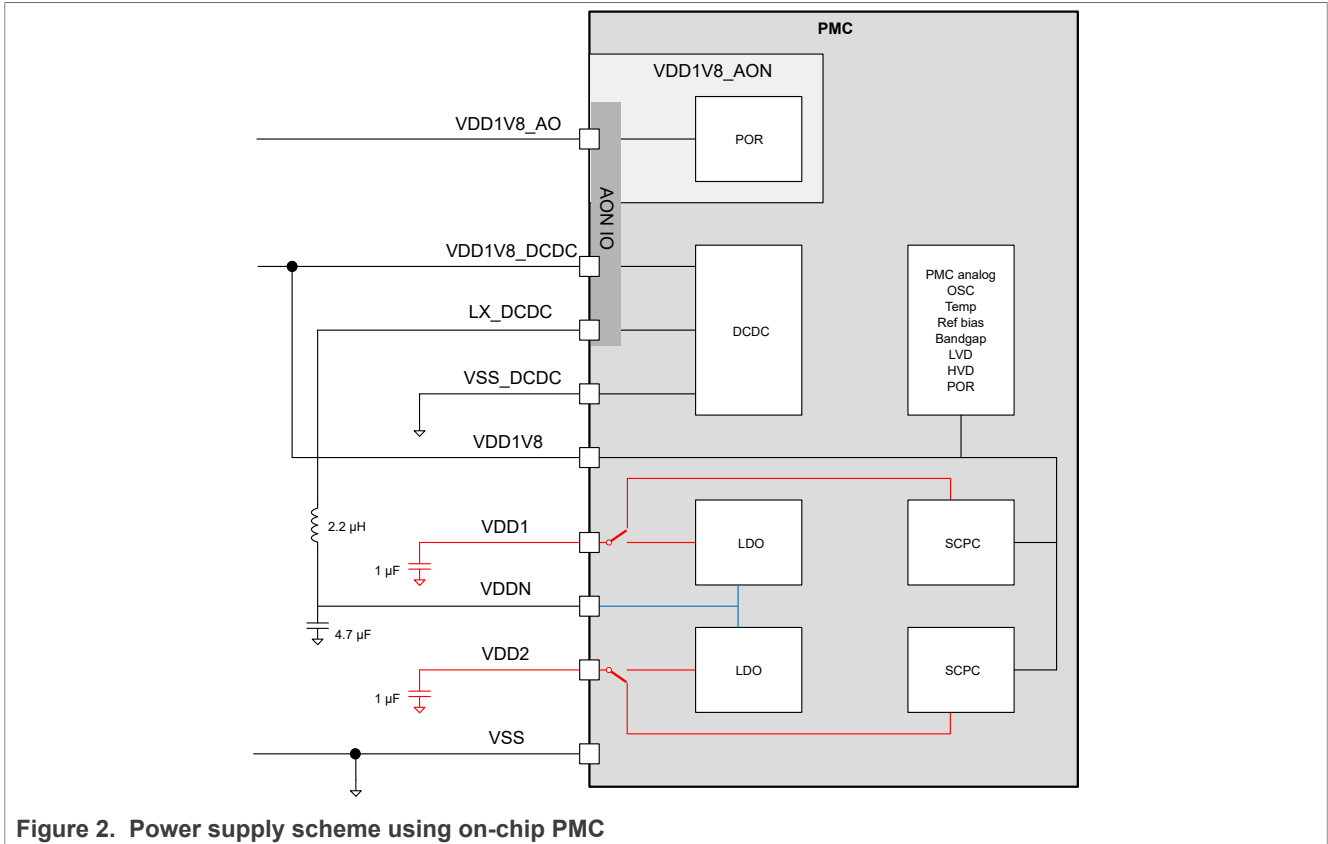 PMC
VDD1V8_AON
VDD1V8_AO
POR
AON IO
VDD1V8_DCDC
LX_DCDC
DCDC
VSS_DCDC
PMC analog
OSC
Temp
Ref bias
Bandgap
LVD
HVD
POR
VDD1V8
2.2 µH
VDD1
LDO
SCPC
1 µF
VDDN
4.7 µF
VDD2
LDO
SCPC
1 µF
VSS
Figure 2. Power supply scheme using on-chip PMC